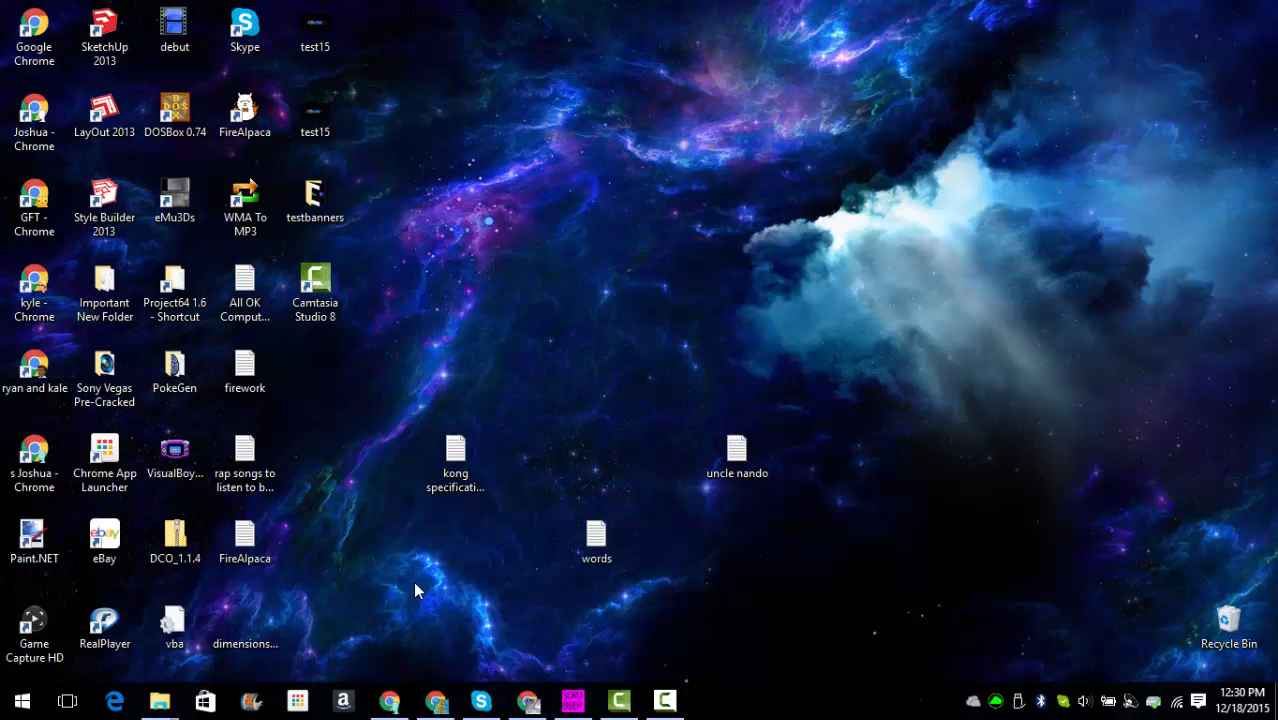 Google
Chrome
SketchUp
2013
debut
Skype
test15
Joshua -
Chrome
LayOut 2013
DOSBox 0.74
FireAlpaca
test15
GFT -
Chrome
Style Builder
2013
eMu3Ds
WMA To
MP3
testbanners
kyle -
Chrome
Important
New Folder
Project64 1.6
- Shortcut
All OK
Comput...
Camtasia
Studio 8
ryan and kale
Sony Vegas
Pre-Cracked
PokeGen
firework
s Joshua -
Chrome
Chrome App
Launcher
VisualBoy...
rap songs to
listen to b...
kong
specificati...
uncle nando
Paint.NET
eBay
DCO_1.1.4
FireAlpaca
words
Game
Capture HD
RealPlayer
vba
dimensions...
Recycle Bin
12:30 PM
12/18/2015